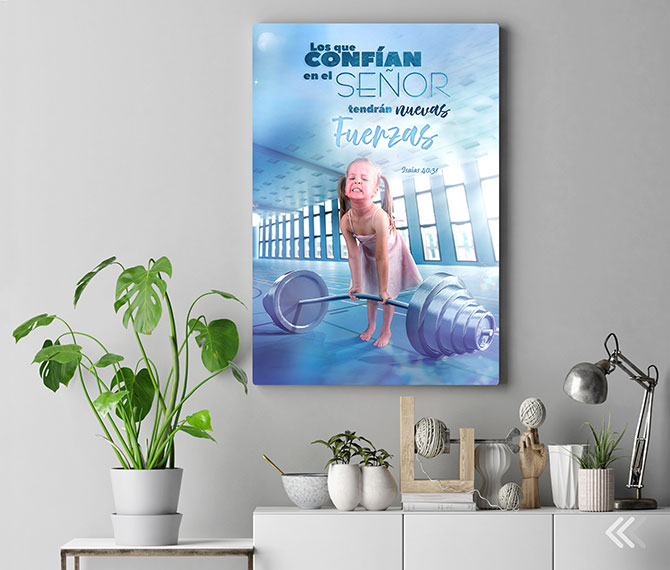 Los que
CONFÍAN
en el SEÑOR
tendrán nuevas
Fuerzas
Isaías 40:31